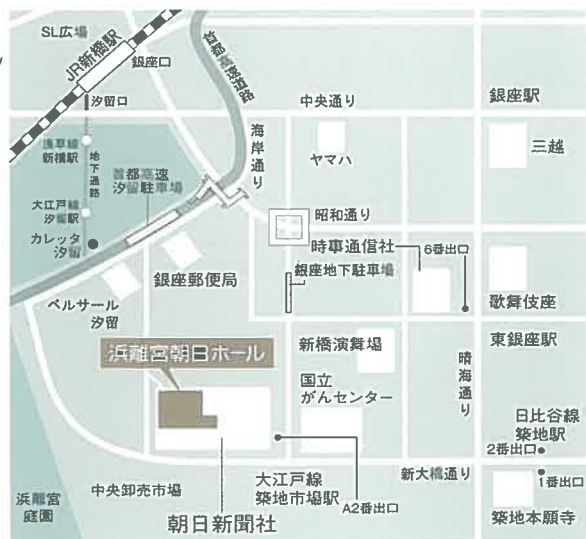 SL広場
JR新橋駅
銀座口
汐留口
首都高速道路
中央通り
銀座駅
浅草線
新橋駅
地下通路
海岸通り
ヤマハ
三越
首都高速
汐留駐車場
大江戸線
汐留駅
昭和通り
時事通信社
6番出口
カレッタ
汐留
銀座郵便局
銀座地下駐車場
歌舞伎座
ベルサール
汐留
東銀座駅
新橋演舞場
浜離宮朝日ホール
国立
がんセンター
晴海通り
日比谷線
築地駅
2番出口
新大橋通り
1番出口
中央卸売市場
大江戸線
築地市場駅
A2番出口
浜離宮
庭園
朝日新聞社
築地本願寺